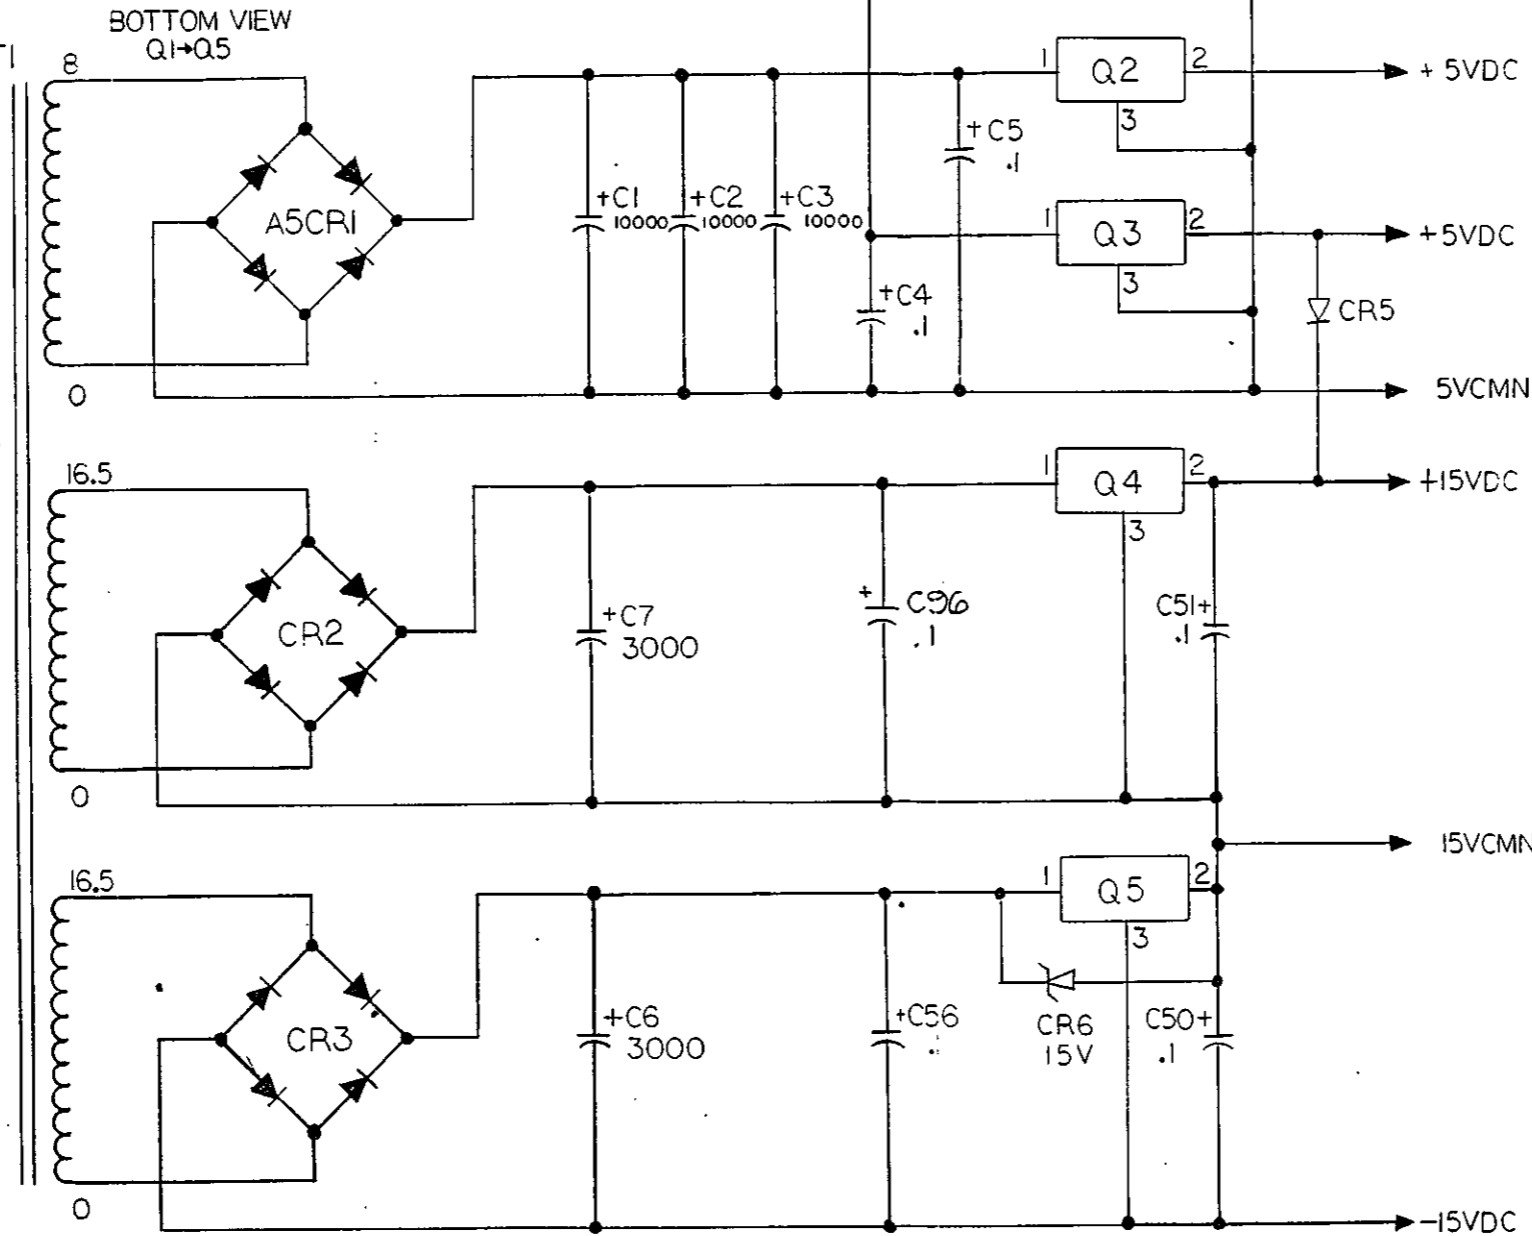 BOTTOM VIEW
Q1→Q5
T1
8
0
A5CR1
+C1
10000
+C2
10000
+C3
10000
+C5
.1
+C4
.1
1
Q2
2
3
+5VDC
1
Q3
2
3
+5VDC
CR5
5VCMN
16.5
0
CR2
+C7
3000
+
C96
.1
1
Q4
2
3
+15VDC
C51+
.1
15VCMN
16.5
0
CR3
+C6
3000
+C56
1
Q5
2
3
CR6
15V
C50+
.1
-15VDC